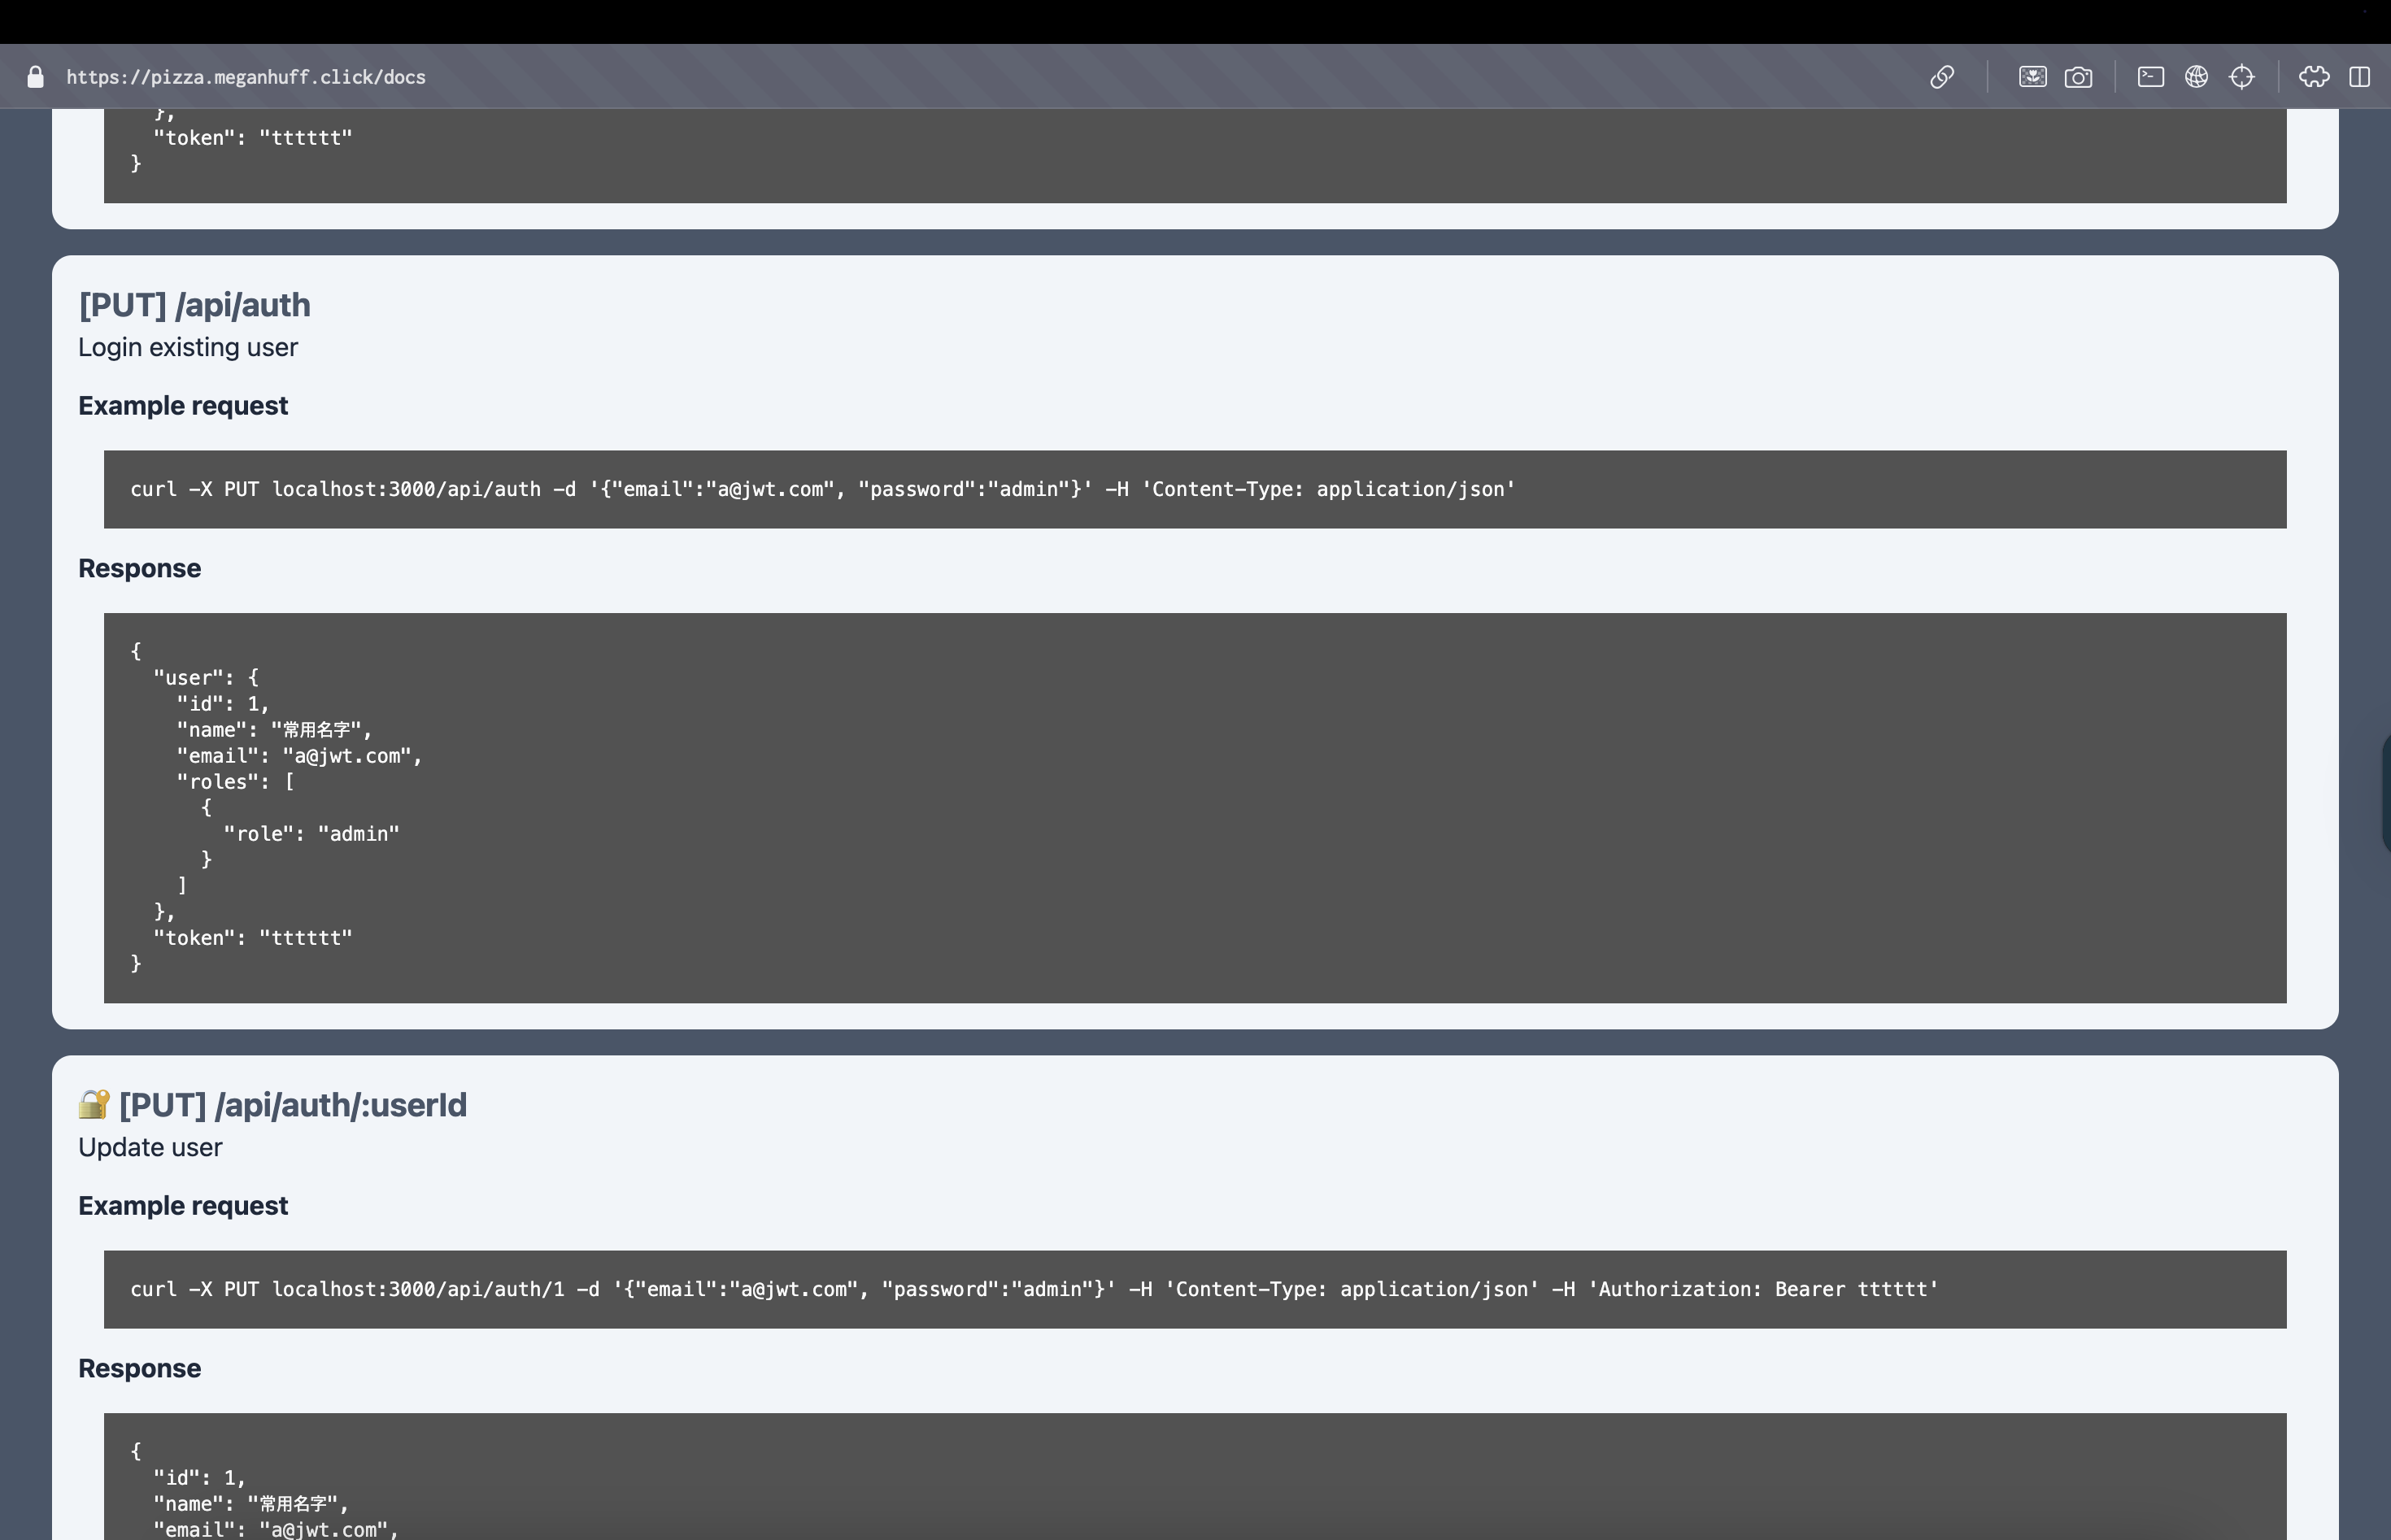 https://pizza.meganhuff.click/docs
},
"token": "tttttt"
}
[PUT] /api/auth
Login existing user
Example request
curl -X PUT localhost:3000/api/auth -d '{"email":"a@jwt.com", "password":"admin"}' -H 'Content-Type: application/json'
Response
{
"user": {
"id": 1,
"name": "常用名字",
"email": "a@jwt.com",
"roles": [
{
"role": "admin"
}
]
},
"token": "tttttt"
}
🔐 [PUT] /api/auth/:userId
Update user
Example request
curl -X PUT localhost:3000/api/auth/1 -d '{"email":"a@jwt.com", "password":"admin"}' -H 'Content-Type: application/json' -H 'Authorization: Bearer tttttt'
Response
{
"id": 1,
"name": "常用名字",
"email": "a@jwt.com",